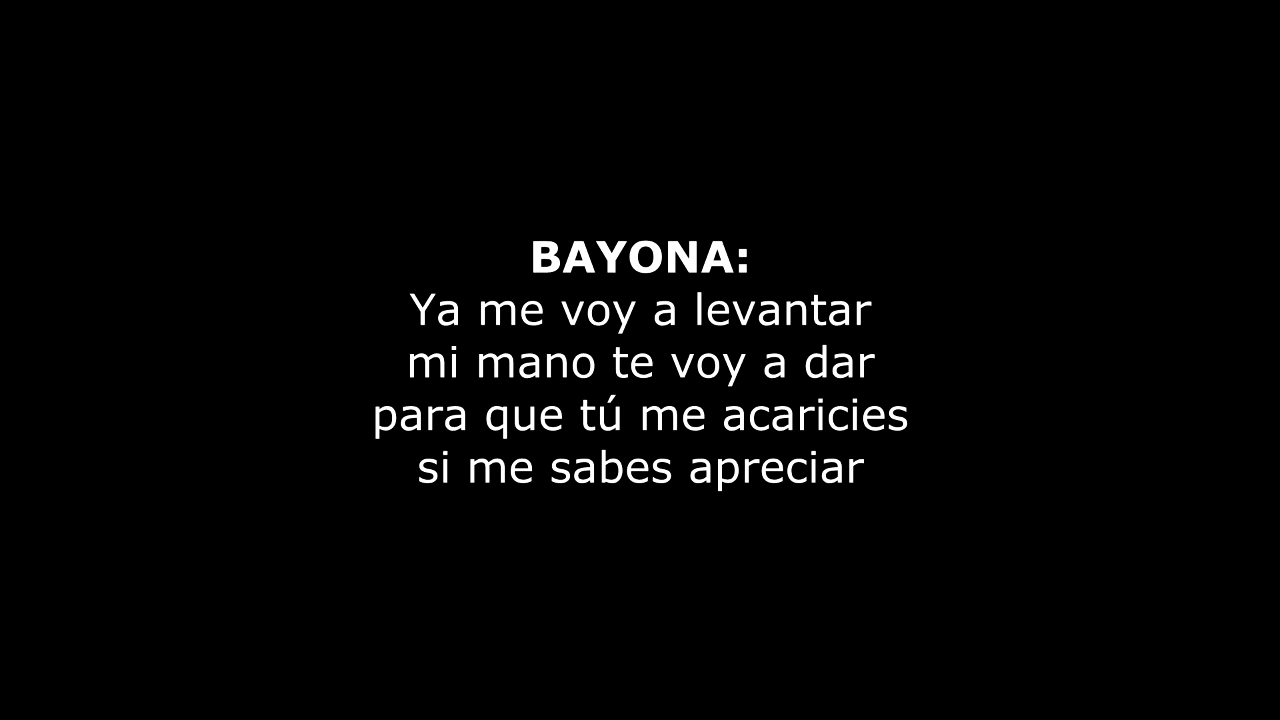 BAYONA:
Ya me voy a levantar
mi mano te voy a dar
para que tú me acaricies
si me sabes apreciar